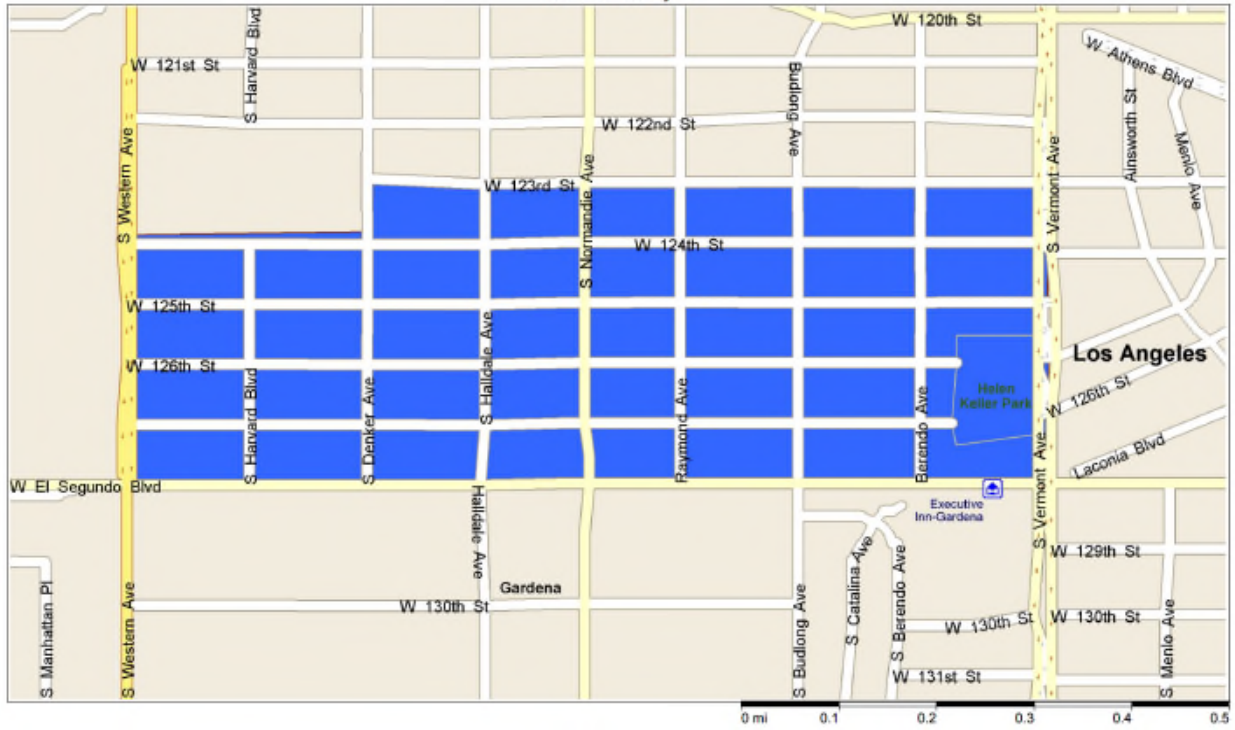 W 120th St
S Harvard Blvd
W 121st St
W Athens Blvd
Budlong Ave
Ainsworth St
W 122nd St
Menlo Ave
S Western Ave
S Vermont Ave
S Normandie Ave
W 123rd St
W 124th St
W 125th St
S Halldale Ave
W 126th St
Los Angeles
S Harvard Blvd
S Denker Ave
Raymond Ave
Berendo Ave
Helen
Keller Park
W 126th St
Laconia Blvd
S Vermont Ave
W El Segundo Blvd
Halldale Ave
Executive
Inn-Gardena
W 129th St
S Catalina Ave
S Berendo Ave
Gardena
S Manhattan Pl
S Western Ave
W 130th St
S Budlong Ave
W 130th St
W 130th St
S Menlo Ave
W 131st St
0 mi 0.1 0.2 0.3 0.4 0.5